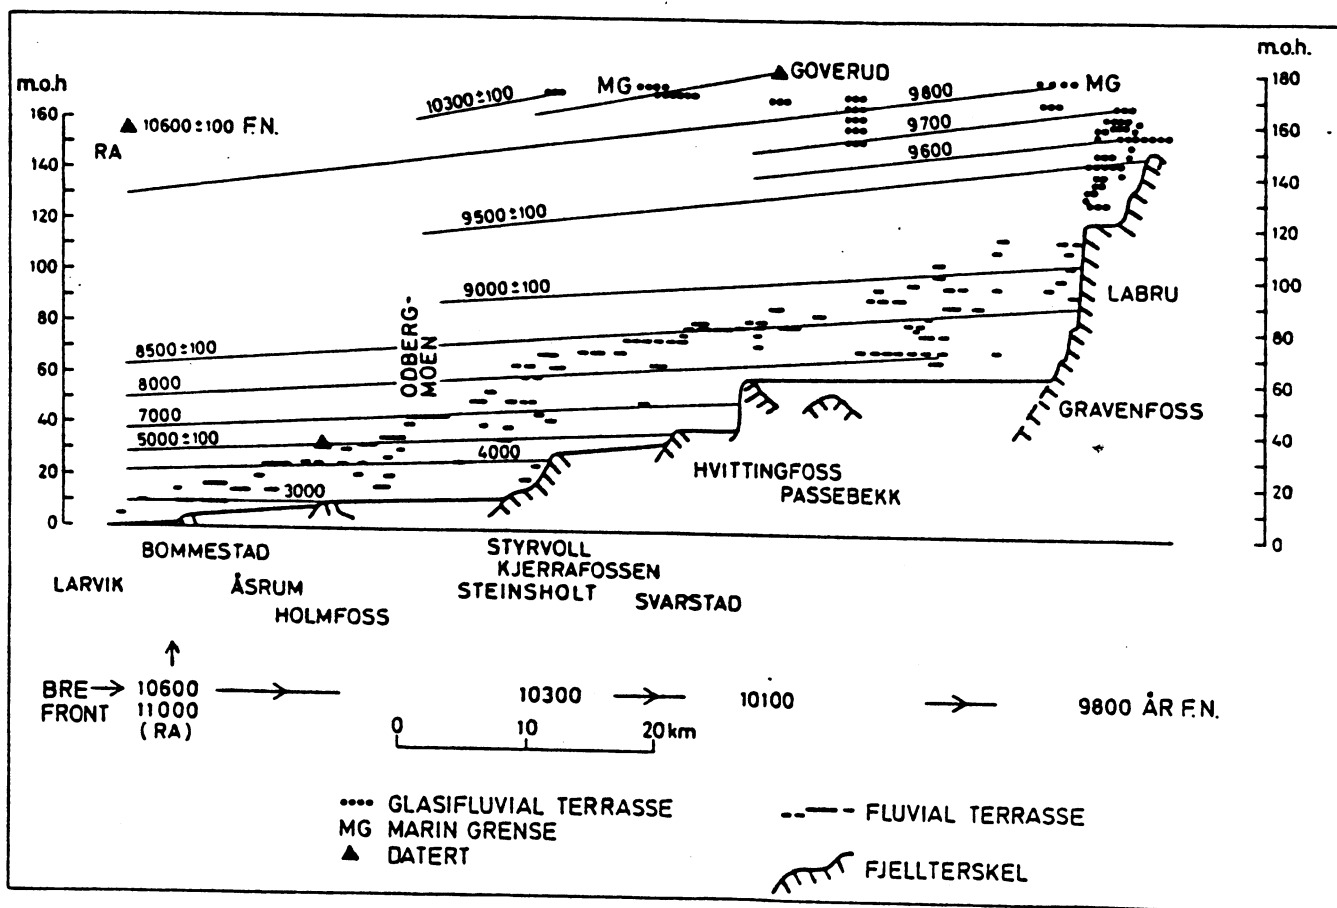 m.o.h
m.o.h.
180
160
140
120
100
80
60
40
20
0
160
140
120
100
80
60
40
20
0
10300±100
MG
GOVERUD
9800
MG
10600±100 F.N.
RA
9700
9600
9500±100
9000±100
ODBERG-
MOEN
8500±100
8000
7000
5000±100
4000
3000
LABRU
GRAVENFOSS
HVITTINGFOSS
PASSEBEKK
BOMMESTAD
STYRVOLL
KJERRAFOSSEN
LARVIK
ÅSRUM
STEINSHOLT
SVARSTAD
HOLMFOSS
BRE → 10600
10300
10100
9800 ÅR F.N.
FRONT 11000
(RA)
0
10
20 km
GLASIFLUVIAL TERRASSE
FLUVIAL TERRASSE
MG MARIN GRENSE
DATERT
FJELLTERSKEL